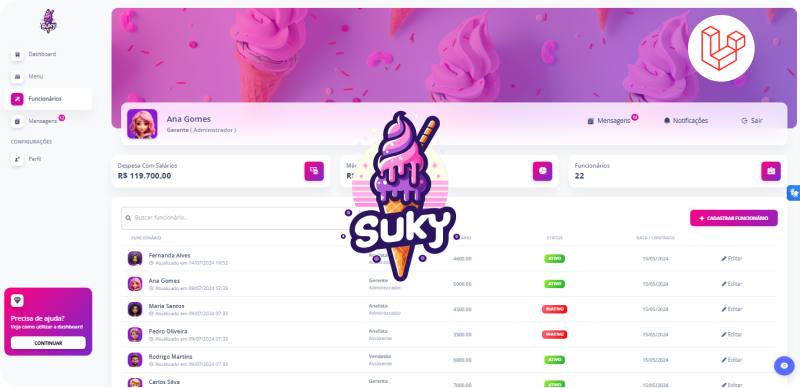 SUKY
Dashboard
Menu
Funcionários
Mensagens 12
CONFIGURAÇÕES
Perfil
Precisa de ajuda?
Veja como utilizar a dashboard
CONTINUAR
Ana Gomes
Gerente ( Administrador )
Mensagens 12
Notificações
Sair
Despesa Com Salários
R$ 119.700,00
Funcionários
22
SUKY
Buscar funcionário...
CADASTRAR FUNCIONÁRIO
FUNCIONÁRIO STATUS DATA / CONTRATO
Fernanda Alves 4600.00 ATIVO 15/05/2024 Editar
Atualizado em 14/07/2024 16:52
Ana Gomes Gerente 5000.00 ATIVO 15/05/2024 Editar
Atualizado em 09/07/2024 07:33 Administrador
Maria Santos Analista 4500.00 INATIVO 15/05/2024 Editar
Atualizado em 09/07/2024 07:33 Administrador
Pedro Oliveira Analista 3500.00 INATIVO 15/05/2024 Editar
Atualizado em 09/07/2024 07:33 Assistente
Rodrigo Martins Vendedor 6000.00 ATIVO 15/05/2024 Editar
Atualizado em 09/07/2024 07:33 Assistente
Carlos Silva Gerente 7000.00 15/05/2024 Editar